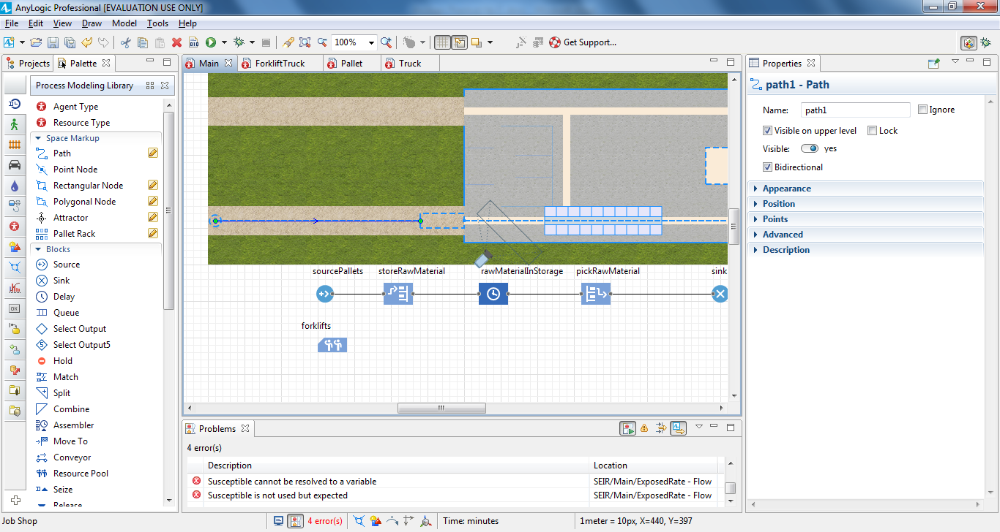 AnyLogic Professional [EVALUATION USE ONLY]
File Edit View Draw Model Tools Help
100% Get Support...
Projects Palette
Main ForkliftTruck Pallet Truck
Properties
Process Modeling Library
Agent Type
Resource Type
Space Markup
Path
Point Node
Rectangular Node
Polygonal Node
Attractor
Pallet Rack
Blocks
Source
Sink
Delay
Queue
Select Output
Select Output5
Hold
Match
Split
Combine
Assembler
Move To
Conveyor
Resource Pool
Seize
Release
sourcePallets storeRawMaterial rawMaterialInStorage pickRawMaterial sink
forklifts
Problems
4 error(s)
Description Location
Susceptible cannot be resolved to a variable SEIR/Main/ExposedRate - Flow
Susceptible is not used but expected SEIR/Main/ExposedRate - Flow
path1 - Path
Name: path1 Ignore
Visible on upper level Lock
Visible: yes
Bidirectional
Appearance
Position
Points
Advanced
Description
Job Shop 4 error(s) Time: minutes 1meter = 10px, X=440, Y=397